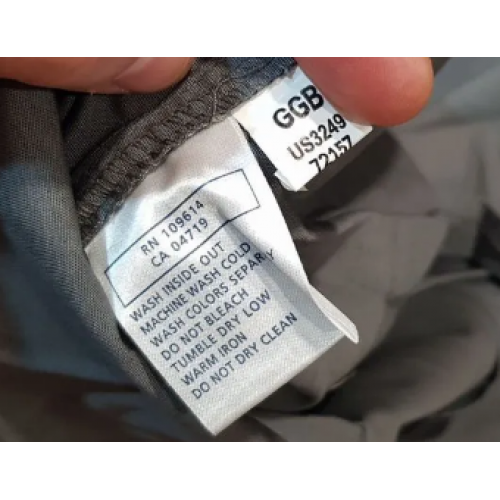 GGB
US3249
72157
RN 109614
CA 04719
WASH INSIDE OUT
MACHINE WASH COLD
WASH COLORS SEPAR Y
DO NOT BLEACH
TUMBLE DRY LOW
WARM IRON
DO NOT DRY CLEAN